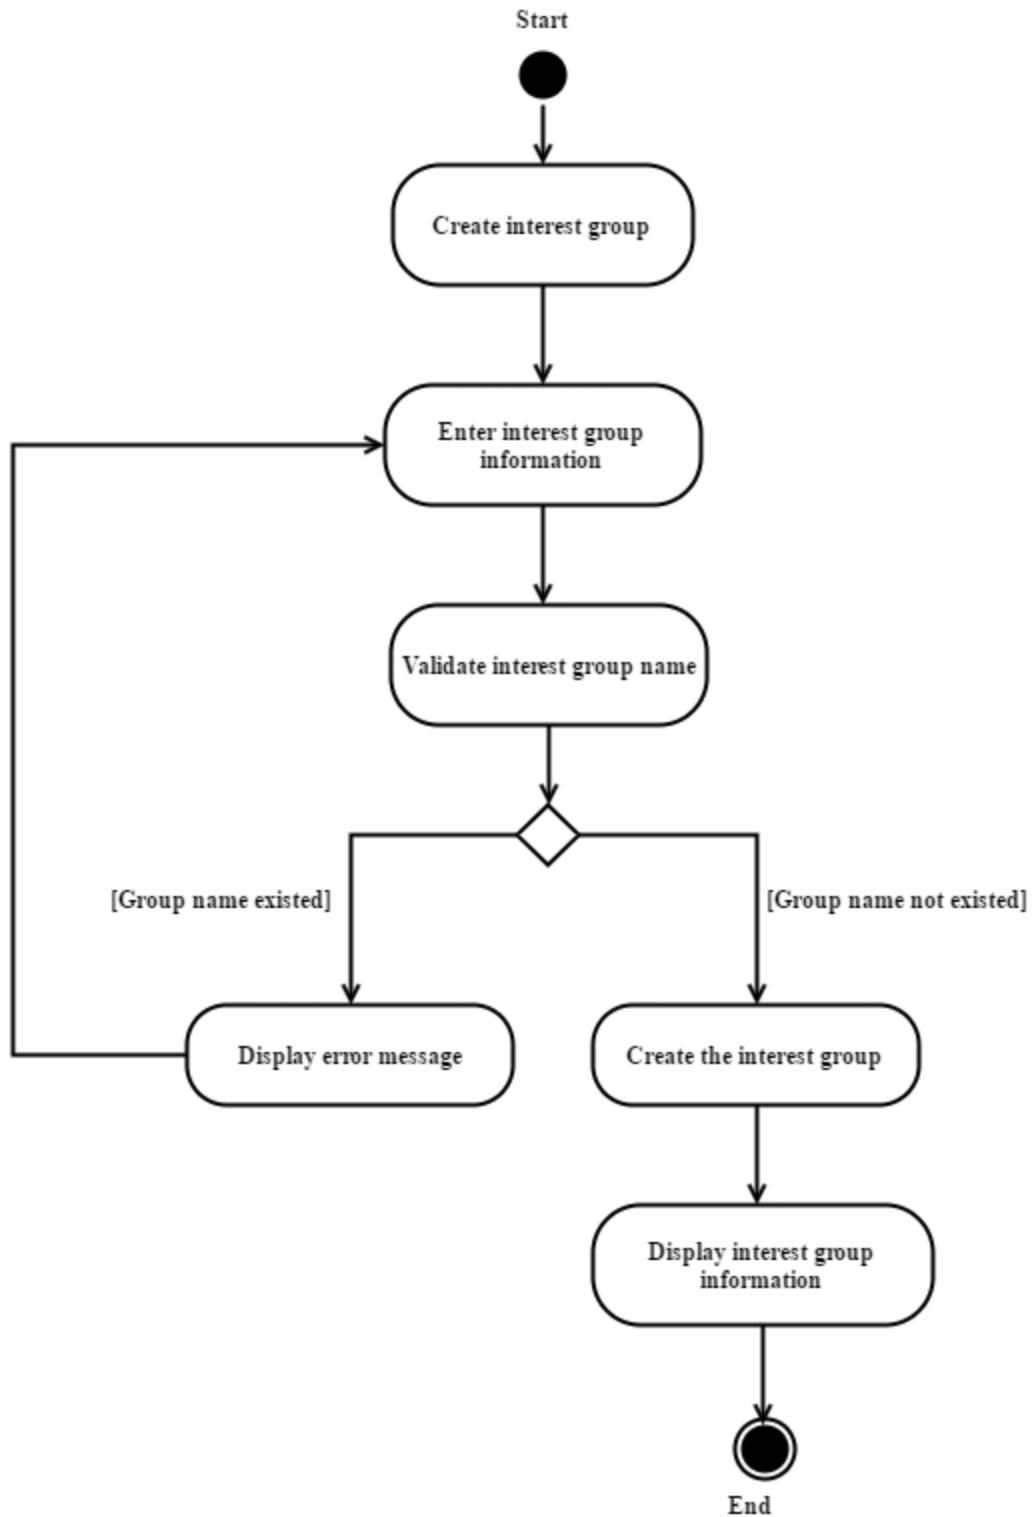 Start
Create interest group
Enter interest group
information
Validate interest group name
[Group name existed]
[Group name not existed]
Display error message
Create the interest group
Display interest group
information
End